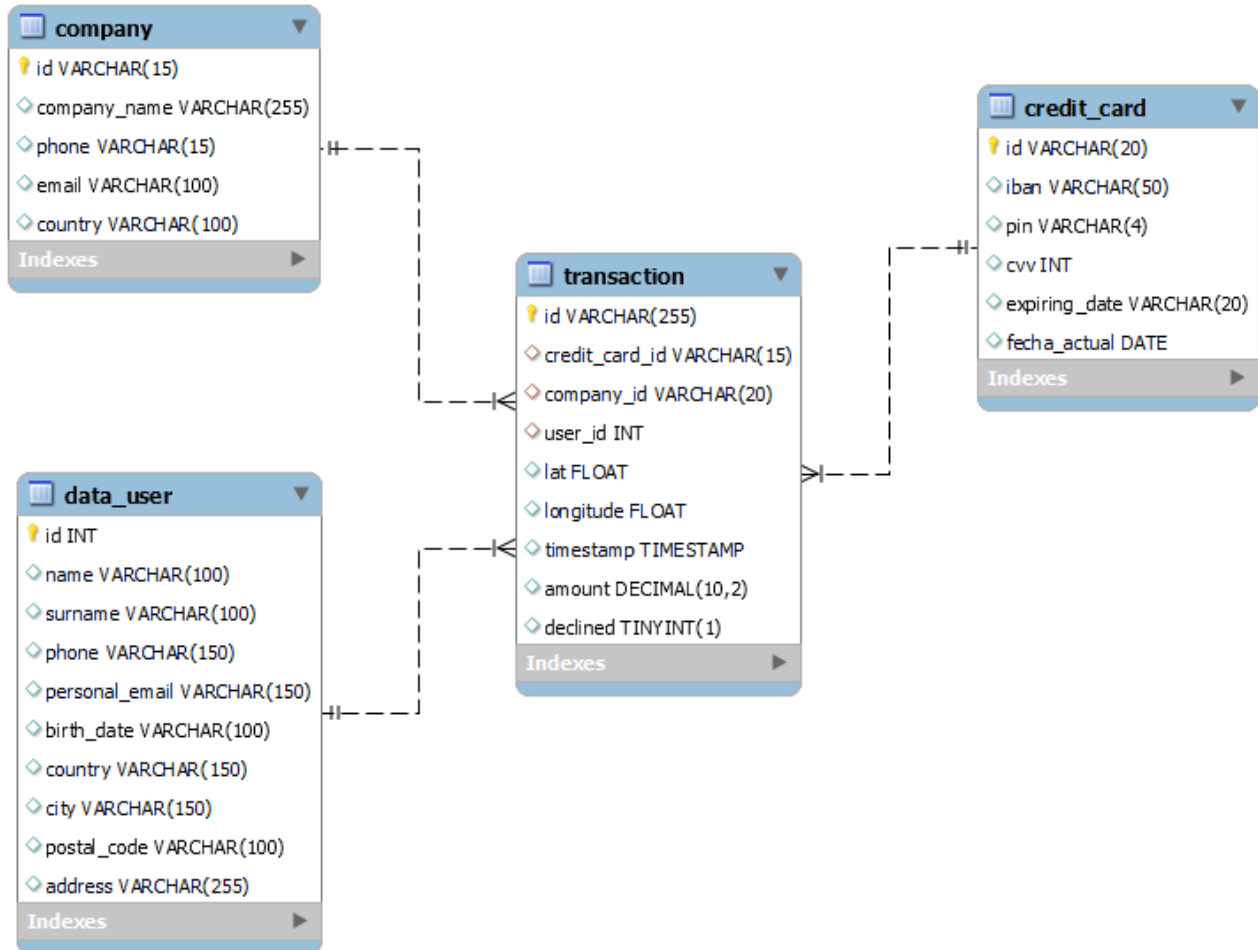 company
id VARCHAR(15)
company_name VARCHAR(255)
phone VARCHAR(15)
email VARCHAR(100)
country VARCHAR(100)
Indexes
credit_card
id VARCHAR(20)
iban VARCHAR(50)
pin VARCHAR(4)
cvv INT
expiring_date VARCHAR(20)
fecha_actual DATE
Indexes
transaction
id VARCHAR(255)
credit_card_id VARCHAR(15)
company_id VARCHAR(20)
user_id INT
lat FLOAT
longitude FLOAT
timestamp TIMESTAMP
amount DECIMAL(10,2)
declined TINYINT(1)
Indexes
data_user
id INT
name VARCHAR(100)
surname VARCHAR(100)
phone VARCHAR(150)
personal_email VARCHAR(150)
birth_date VARCHAR(100)
country VARCHAR(150)
city VARCHAR(150)
postal_code VARCHAR(100)
address VARCHAR(255)
Indexes